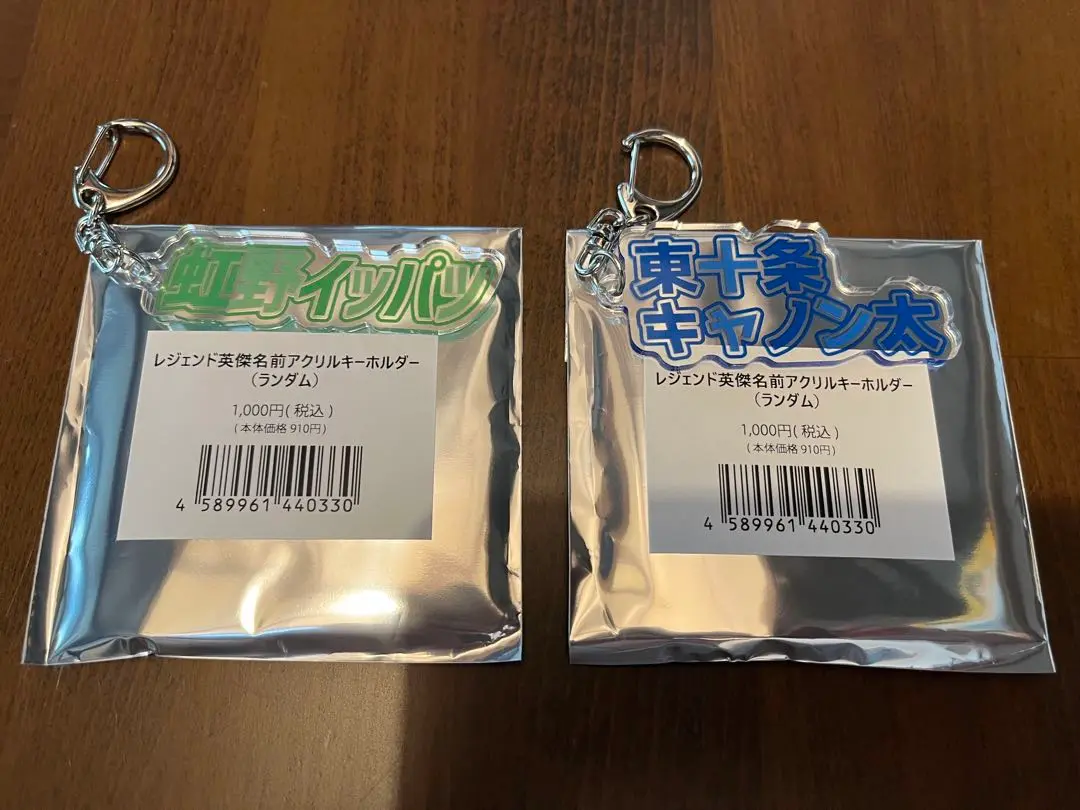 虹野イッパツ
レジェンド英傑名前アクリルキーホルダー
（ランダム）
1,000円( 税込 )
( 本体価格 910円 )
4 589961 440330
東十条
キャノン太
レジェンド英傑名前アクリルキーホルダー
（ランダム）
1,000円( 税込 )
( 本体価格 910円 )
4 589961 440330